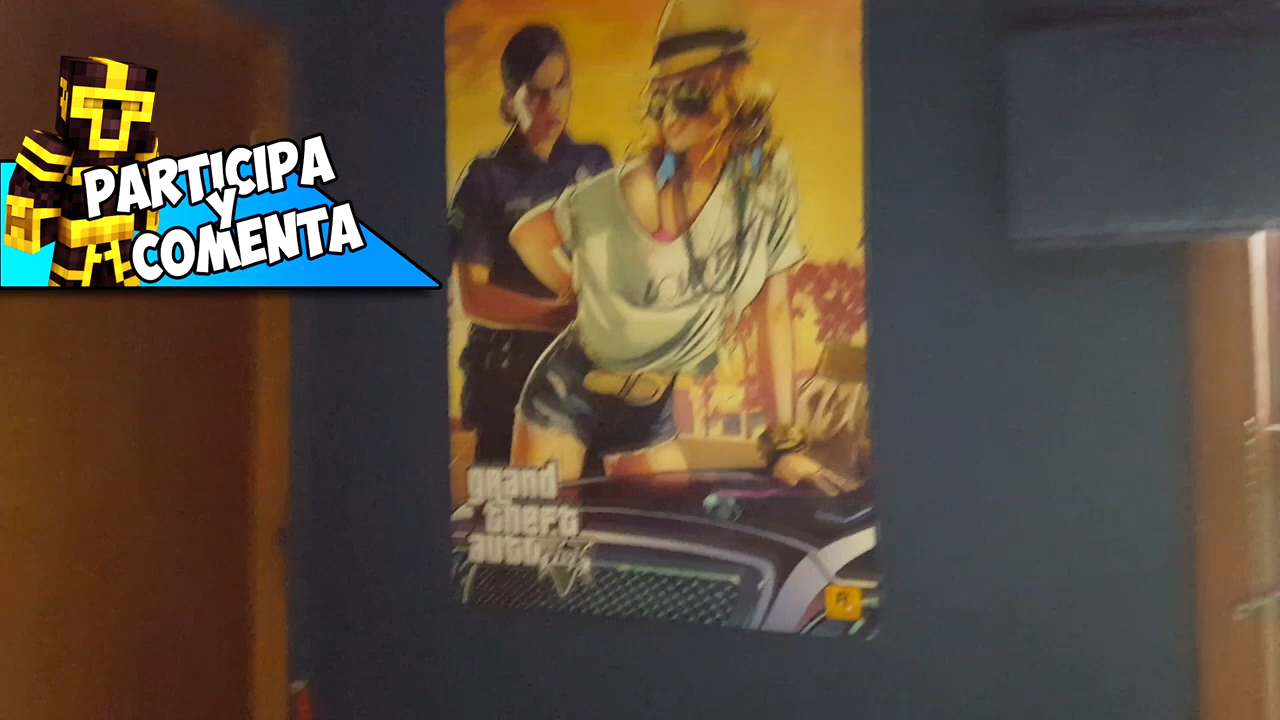 PARTICIPA
Y
COMENTA
grand
theft
auto V
R